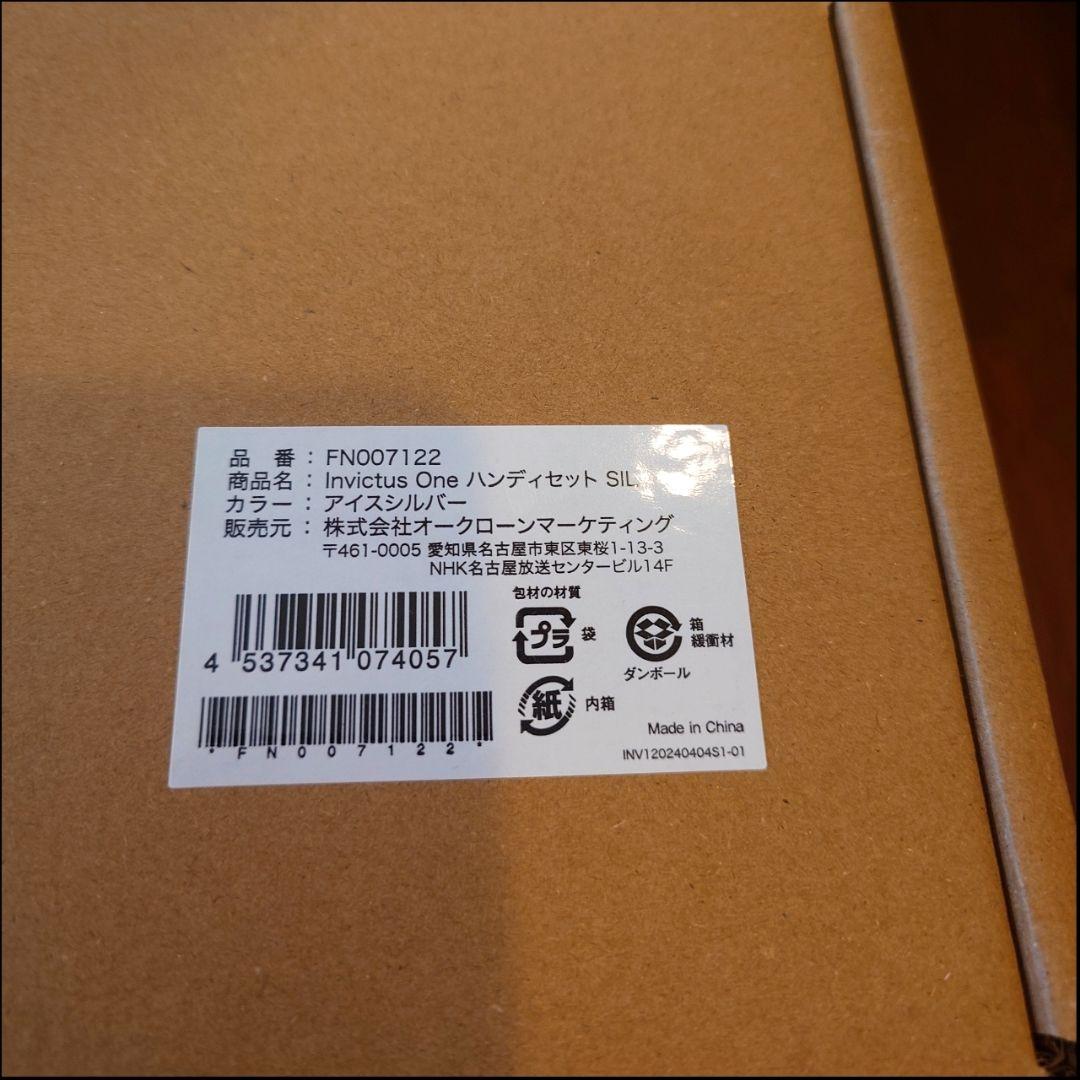 品 番 : FN007122
商品名 : Invictus One ハンディセット SIL
カラー : アイスシルバー
販売元 : 株式会社オークローンマーケティング
〒461-0005 愛知県名古屋市東区東桜1-13-3
NHK名古屋放送センタービル14F
包材の材質
プラ 袋
箱
緩衝材
ダンボール
4 537341 074057
紙 内箱
*FN007122*
Made in China
INV120240404S1-01